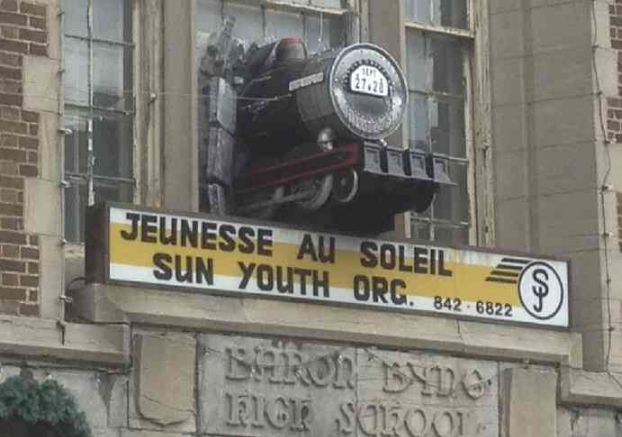 SEPT
27 & 28
JEUNESSE AU SOLEIL
SUN YOUTH ORG. 842-6822
SJ
BARON BYNG
HIGH SCHOOL